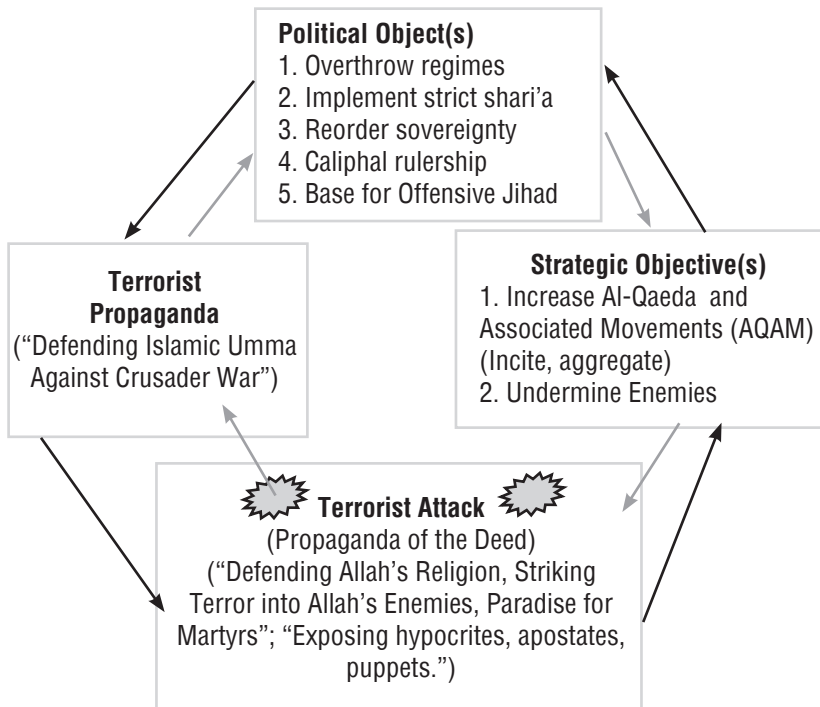 Political Object(s)
1. Overthrow regimes
2. Implement strict shari'a
3. Reorder sovereignty
4. Caliphal rulership
5. Base for Offensive Jihad
Terrorist
Propaganda
(“Defending Islamic Umma
Against Crusader War”)
Strategic Objective(s)
1. Increase Al-Qaeda and
Associated Movements (AQAM)
(Incite, aggregate)
2. Undermine Enemies
Terrorist Attack
(Propaganda of the Deed)
(“Defending Allah’s Religion, Striking
Terror into Allah’s Enemies, Paradise for
Martyrs”; “Exposing hypocrites, apostates,
puppets.”)